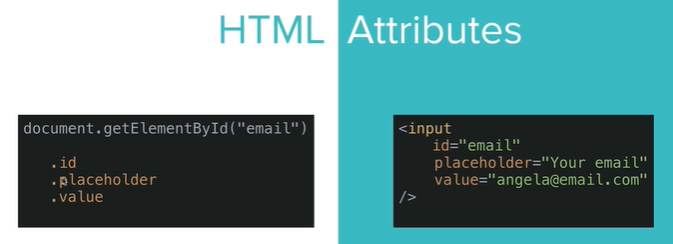 HTML Attributes
document.getElementById("email")
.id
.placeholder
.value
<input
id="email"
placeholder="Your email"
value="angela@email.com"
/>